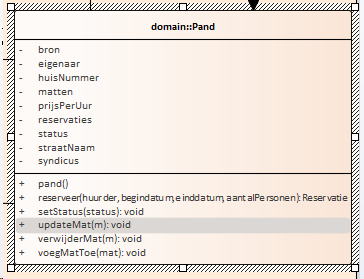 domain::Pand
- bron
- eigenaar
- huisNummer
- matten
- prijsPerUur
- reservaties
- status
- straatNaam
- syndicus
+ pand()
+ reserveer(huurder, begindatum,einddatum, aantalPersonen): Reservatie
+ setStatus(status): void
+ updateMat(m): void
+ verwijderMat(m): void
+ voegMatToe(mat): void